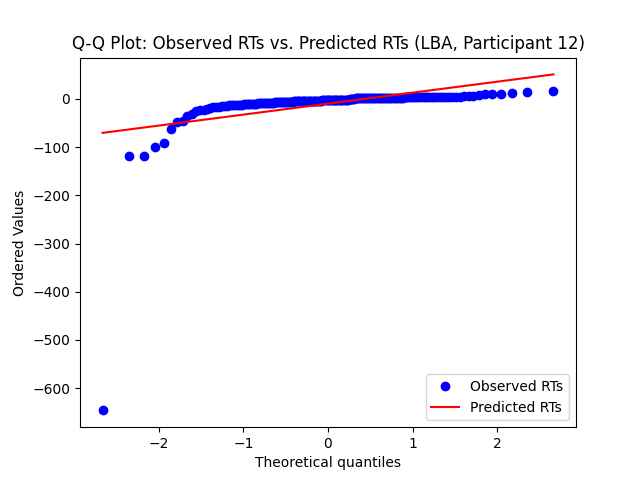 Q-Q Plot: Observed RTs vs. Predicted RTs (LBA, Participant 12)
0
−100
−200
−300
−400
−500
−600
Ordered Values
−2
−1
0
1
2
Theoretical quantiles
Observed RTs
Predicted RTs